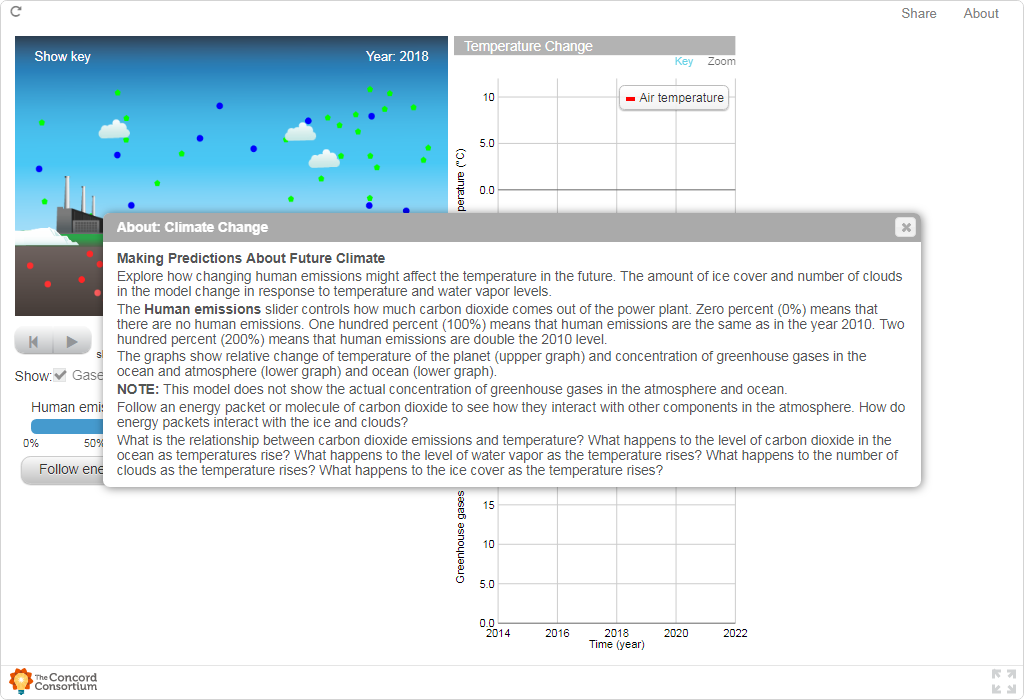 Share About
Show key Year: 2018
Temperature Change
Key Zoom
Air temperature
10
5.0
0.0
perature (°C)
About: Climate Change
Making Predictions About Future Climate
Explore how changing human emissions might affect the temperature in the future. The amount of ice cover and number of clouds
in the model change in response to temperature and water vapor levels.
The Human emissions slider controls how much carbon dioxide comes out of the power plant. Zero percent (0%) means that
there are no human emissions. One hundred percent (100%) means that human emissions are the same as in the year 2010. Two
hundred percent (200%) means that human emissions are double the 2010 level.
The graphs show relative change of temperature of the planet (uppper graph) and concentration of greenhouse gases in the
ocean and atmosphere (lower graph) and ocean (lower graph).
NOTE: This model does not show the actual concentration of greenhouse gases in the atmosphere and ocean.
Follow an energy packet or molecule of carbon dioxide to see how they interact with other components in the atmosphere. How do
energy packets interact with the ice and clouds?
What is the relationship between carbon dioxide emissions and temperature? What happens to the level of carbon dioxide in the
ocean as temperatures rise? What happens to the level of water vapor as the temperature rises? What happens to the number of
clouds as the temperature rises? What happens to the ice cover as the temperature rises?
Show: Gase
Human emis
0% 50%
Follow ene
Greenhouse gases
15
10
5.0
0.0
2014 2016 2018 2020 2022
Time (year)
The Concord
Consortium